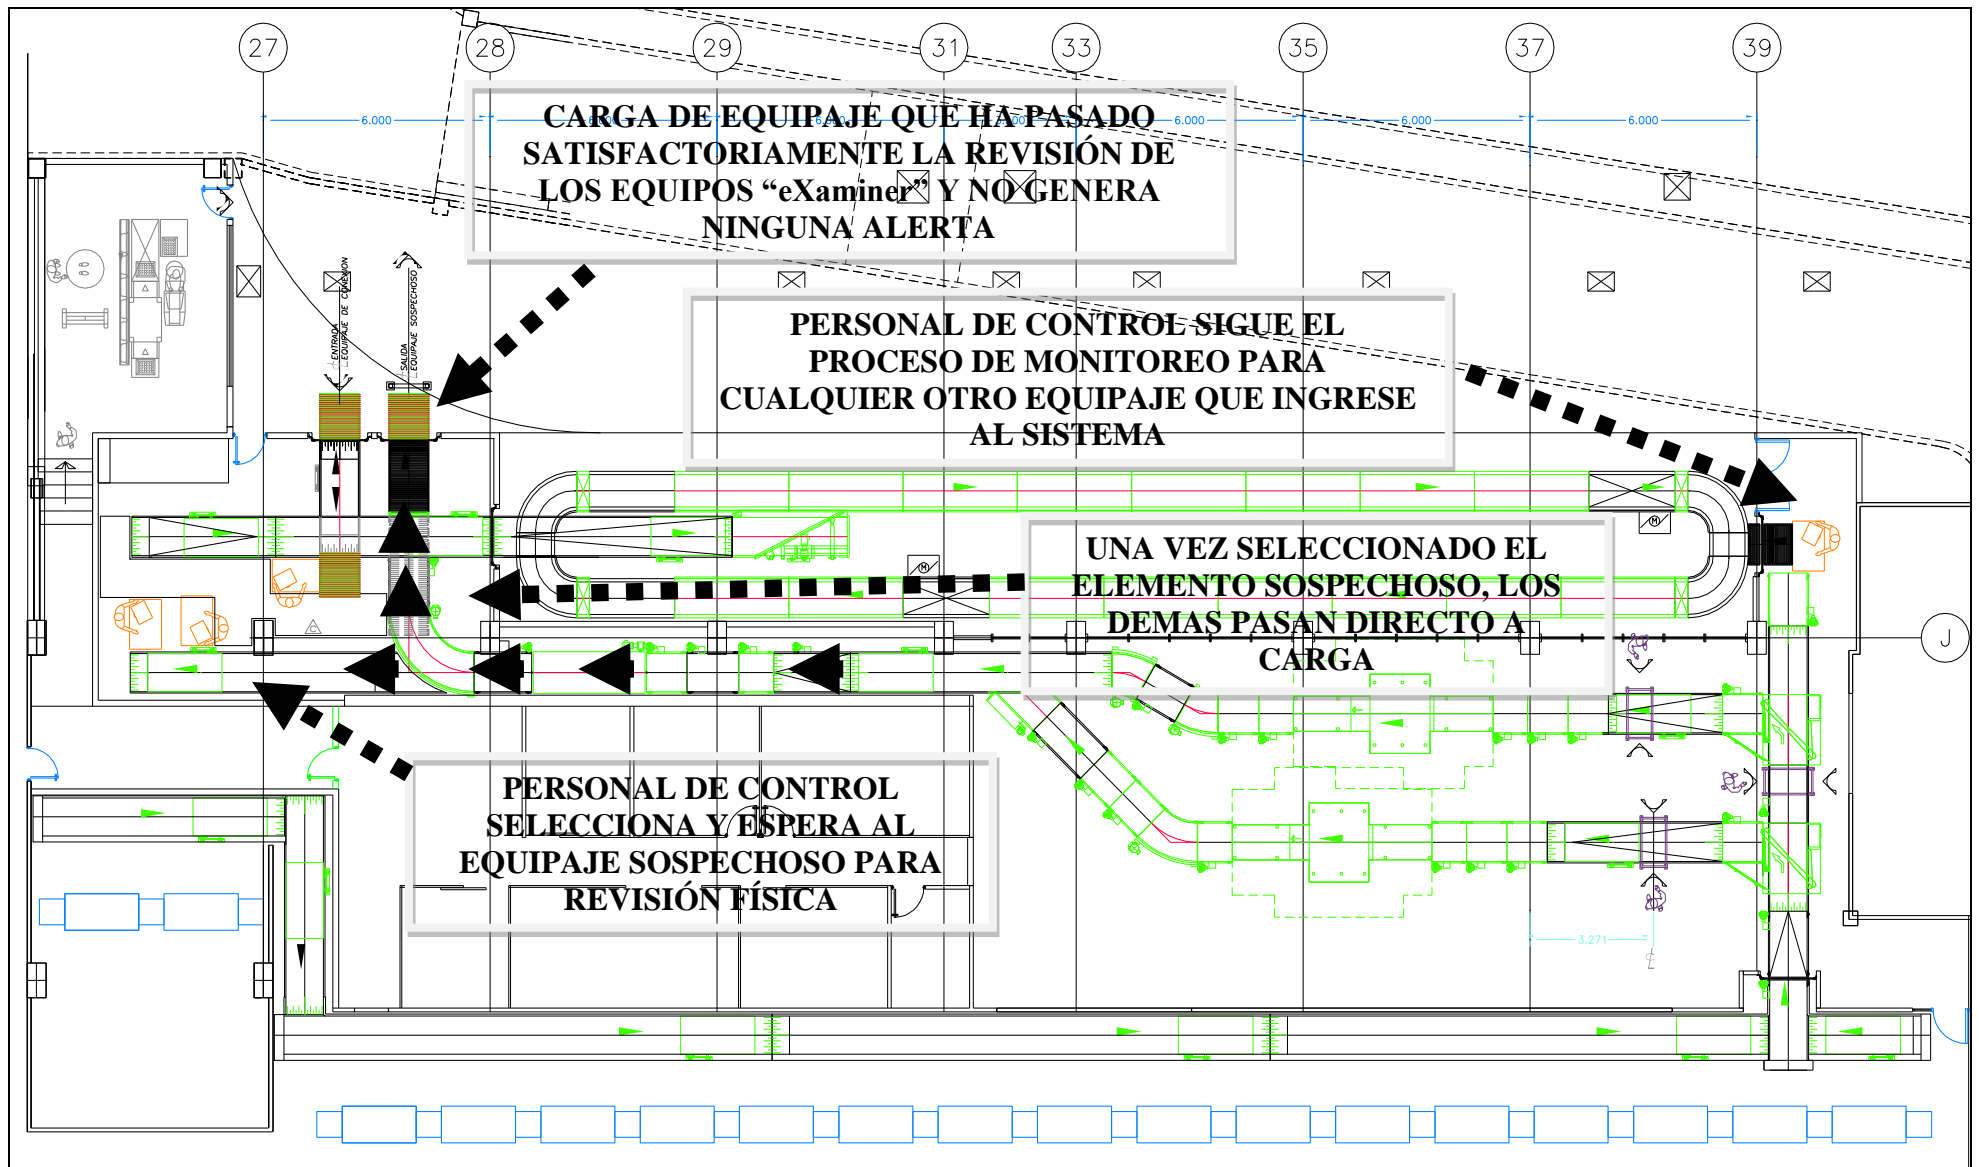 27
28
29
31
33
35
37
39
6.000
6.000
6.000
6.000
6.000
CARGA DE EQUIPAJE QUE HA PASADO
SATISFACTORIAMENTE LA REVISIÓN DE
LOS EQUIPOS “eXaminer” Y NO GENERA
NINGUNA ALERTA
ENTRADA
EQUIPAJE DE CONEXION
SALIDA
EQUIPAJE SOSPECHOSO
PERSONAL DE CONTROL SIGUE EL
PROCESO DE MONITOREO PARA
CUALQUIER OTRO EQUIPAJE QUE INGRESE
AL SISTEMA
M
M
UNA VEZ SELECCIONADO EL
ELEMENTO SOSPECHOSO, LOS
DEMAS PASAN DIRECTO A
CARGA
J
PERSONAL DE CONTROL
SELECCIONA Y ESPERA AL
EQUIPAJE SOSPECHOSO PARA
REVISIÓN FÍSICA
3.271